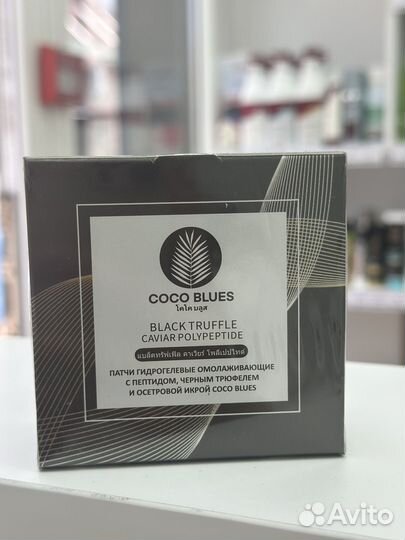 COCO BLUES
โคโค บลูส
BLACK TRUFFLE
CAVIAR POLYPEPTIDE
แบล็คทรัฟเฟิล คาเวียร์ โพลีเปปไทด์
ПАТЧИ ГИДРОГЕЛЕВЫЕ ОМОЛАЖИВАЮЩИЕ
С ПЕПТИДОМ, ЧЕРНЫМ ТРЮФЕЛЕМ
И ОСЕТРОВОЙ ИКРОЙ COCO BLUES
Avito